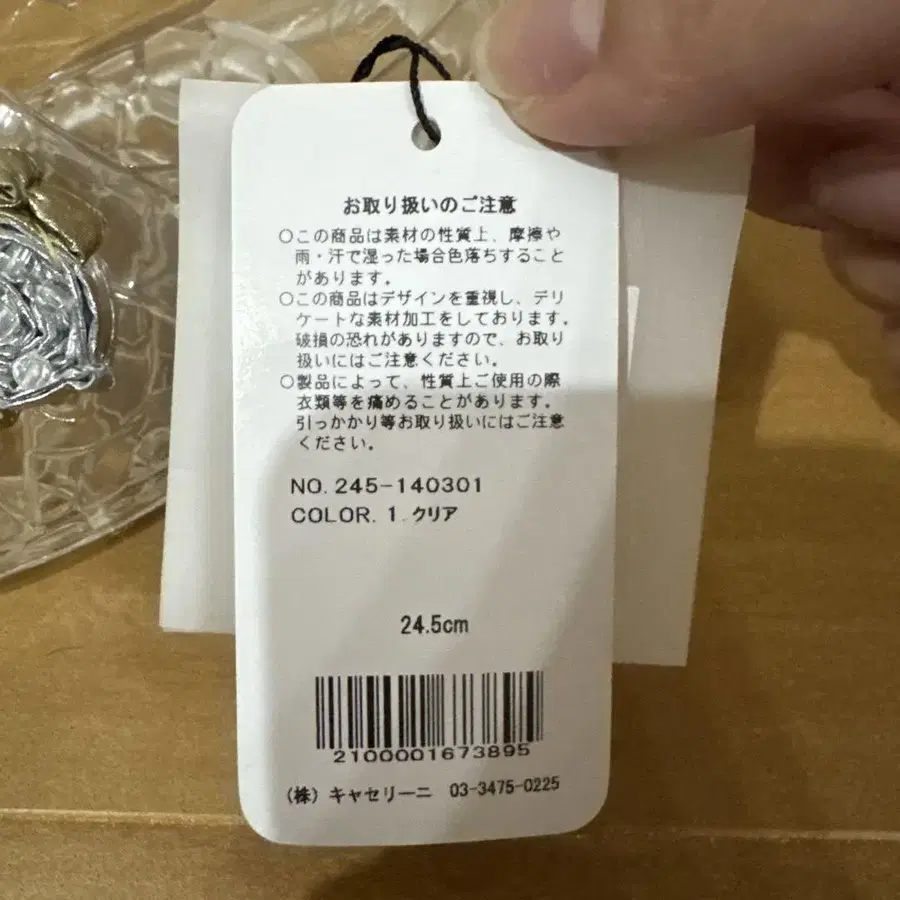 お取り扱いのご注意
○この商品は素材の性質上、摩擦や
雨・汗で湿った場合色落ちすること
があります。
○この商品はデザインを重視し、デリ
ケートな素材加工をしております。
破損の恐れがありますので、お取り
扱いにはご注意ください。
○製品によって、性質上ご使用の際
衣類等を痛めることがあります。
引っかかり等お取り扱いにはご注意
ください。
NO. 245-140301
COLOR. 1. クリア
24.5cm
2100001673895
(株) キャセリーニ 03-3475-0225